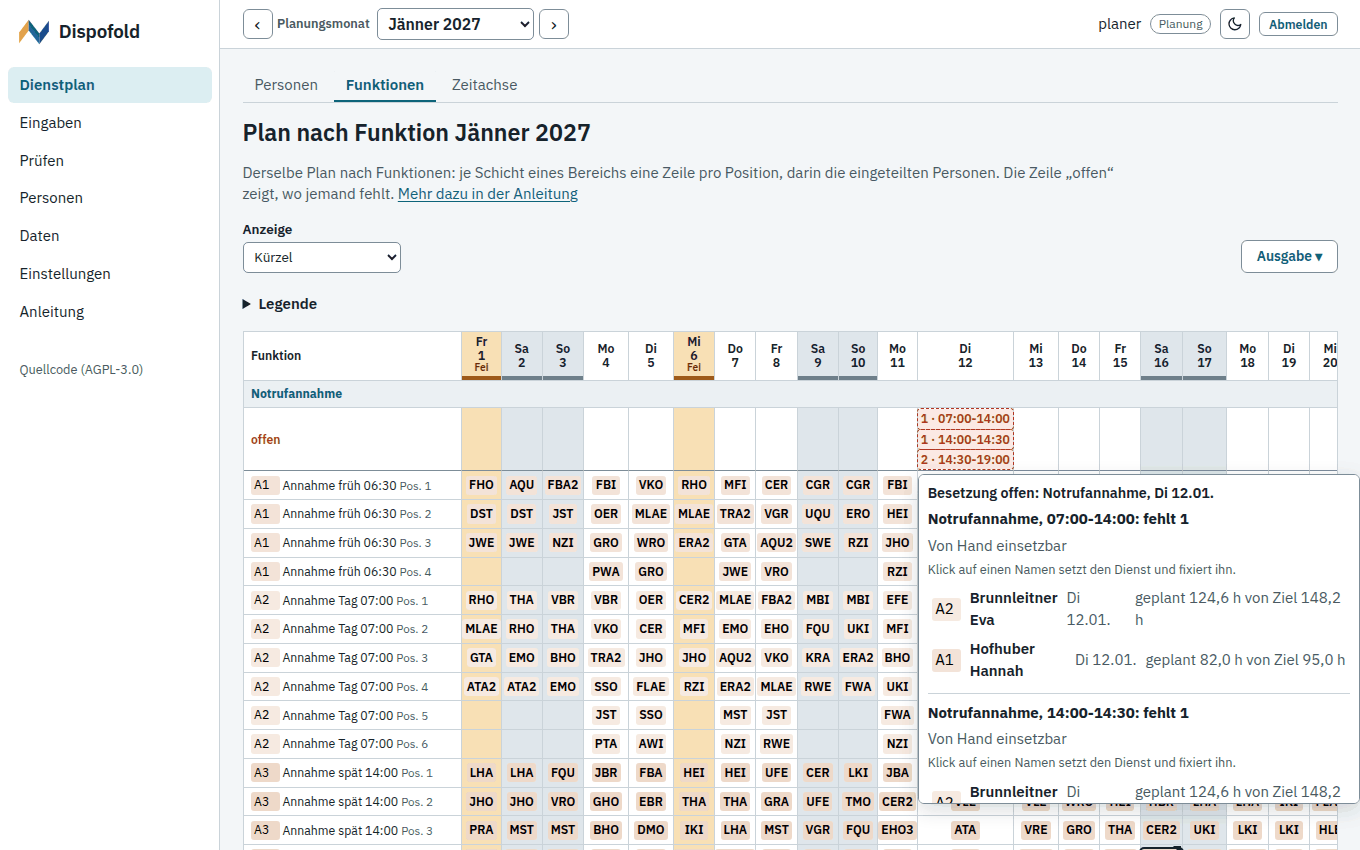 Dispofold
Dienstplan
Eingaben
Prüfen
Personen
Daten
Einstellungen
Anleitung
Quellcode (AGPL-3.0)
‹ Planungsmonat Jänner 2027 ›
planer Planung Abmelden
Personen Funktionen Zeitachse
Plan nach Funktion Jänner 2027
Derselbe Plan nach Funktionen: je Schicht eines Bereichs eine Zeile pro Position, darin die eingeteilten Personen. Die Zeile „offen“
zeigt, wo jemand fehlt. Mehr dazu in der Anleitung
Anzeige
Kürzel
Ausgabe ▾
Legende
Funktion Fr 1 Fei Sa 2 So 3 Mo 4 Di 5 Mi 6 Fei Do 7 Fr 8 Sa 9 So 10 Mo 11 Di 12 Mi 13 Do 14 Fr 15 Sa 16 So 17 Mo 18 Di 19 Mi 20
Notrufannahme
offen
1 · 07:00-14:00
1 · 14:00-14:30
2 · 14:30-19:00
A1 Annahme früh 06:30 Pos. 1 FHO AQU FBA2 FBI VKO RHO MFI CER CGR CGR FBI
A1 Annahme früh 06:30 Pos. 2 DST DST JST OER MLAE MLAE TRA2 VGR UQU ERO HEI
A1 Annahme früh 06:30 Pos. 3 JWE JWE NZI GRO WRO ERA2 GTA AQU2 SWE RZI JHO
A1 Annahme früh 06:30 Pos. 4 PWA GRO JWE VRO RZI
A2 Annahme Tag 07:00 Pos. 1 RHO THA VBR VBR OER CER2 MLAE FBA2 MBI MBI EFE
A2 Annahme Tag 07:00 Pos. 2 MLAE RHO THA VKO CER MFI EMO EHO FQU UKI MFI
A2 Annahme Tag 07:00 Pos. 3 GTA EMO BHO TRA2 JHO JHO AQU2 VKO KRA ERA2 BHO
A2 Annahme Tag 07:00 Pos. 4 ATA2 ATA2 EMO SSO FLAE RZI ERA2 MLAE RWE FWA UKI
A2 Annahme Tag 07:00 Pos. 5 JST SSO MST JST FWA
A2 Annahme Tag 07:00 Pos. 6 PTA AWI NZI RWE NZI
A3 Annahme spät 14:00 Pos. 1 LHA LHA FQU JBR FBA HEI HEI UFE CER LKI JBA
A3 Annahme spät 14:00 Pos. 2 JHO JHO VRO GHO EBR THA THA GRA UFE TMO CER2
A3 Annahme spät 14:00 Pos. 3 PRA MST MST BHO DMO IKI LHA MST VGR FQU EHO3 ATA VRE GRO THA CER2 UKI LKI LKI
Besetzung offen: Notrufannahme, Di 12.01.
Notrufannahme, 07:00-14:00: fehlt 1
Von Hand einsetzbar
Klick auf einen Namen setzt den Dienst und fixiert ihn.
A2 Brunnleitner Eva Di 12.01. geplant 124,6 h von Ziel 148,2 h
A1 Hofhuber Hannah Di 12.01. geplant 82,0 h von Ziel 95,0 h
Notrufannahme, 14:00-14:30: fehlt 1
Von Hand einsetzbar
Klick auf einen Namen setzt den Dienst und fixiert ihn.
A2 Brunnleitner Di geplant 124,6 h von Ziel 148,2